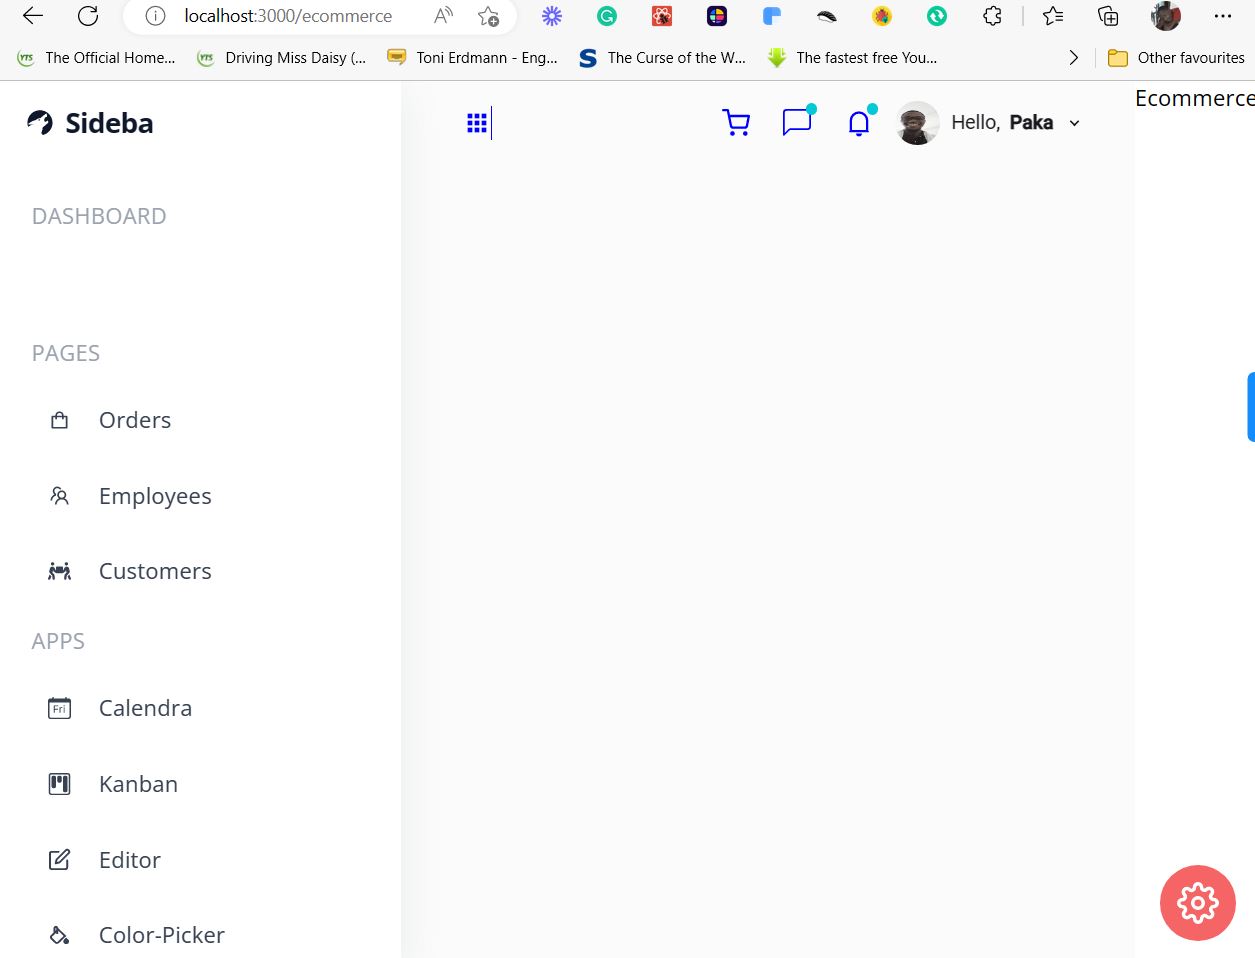 localhost:3000/ecommerce
The Official Home...
Driving Miss Daisy (...
Toni Erdmann - Eng...
The Curse of the W...
The fastest free You...
Other favourites
Sideba
Hello, Paka
Ecommerce
DASHBOARD
PAGES
Orders
Employees
Customers
APPS
Fri
Calendra
Kanban
Editor
Color-Picker